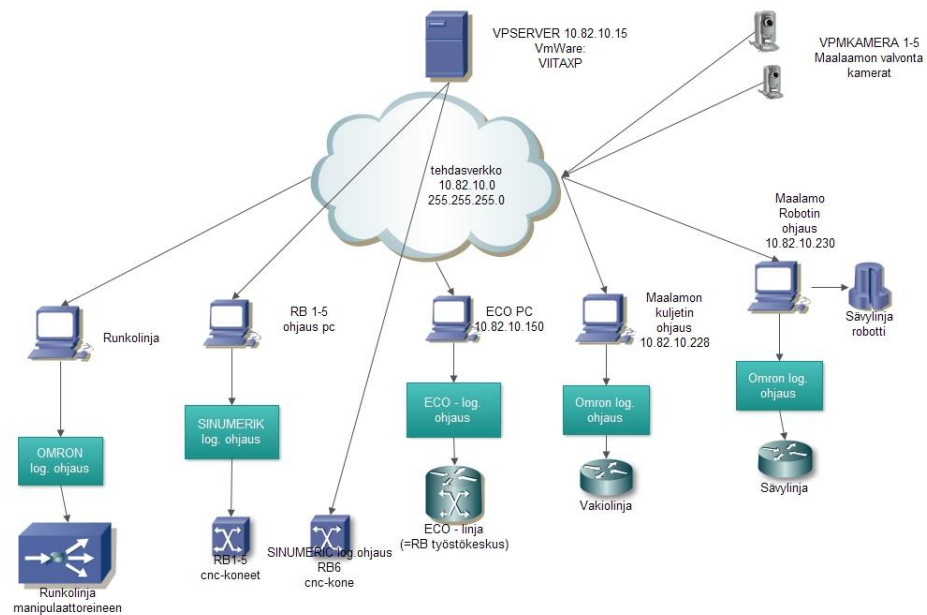 VPSERVER 10.82.10.15
VmWare:
VIITAXP
VPMKAMERA 1-5
Maalaamon valvonta
kamerat
tehdasverkko
10.82.10.0
255.255.255.0
Maalamo
Robotin
ohjaus
10.82.10.230
Sävylinja
robotti
Runkolinja
RB 1-5
ohjaus pc
ECO PC
10.82.10.150
Maalamon
kuljetin
ohjaus
10.82.10.228
OMRON
log. ohjaus
SINUMERIK
log. ohjaus
ECO - log.
ohjaus
Omron log.
ohjaus
Omron log.
ohjaus
Runkolinja
manipulaattoreineen
RB1-5
cnc-koneet
SINUMERIC log.ohjaus
RB6
cnc-kone
ECO - linja
(=RB työstökeskus)
Vakiolinja
Sävylinja